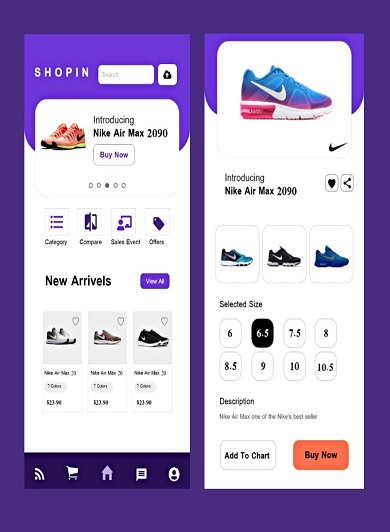 SHOPIN
Search
Introducing
Nike Air Max 2090
Buy Now
Category
Compare
Sales Event
Offers
New Arrivels
View All
Nike Air Max 20
Nike Air Max 20
Nike Air Max 20
7 Colors
7 Colors
7 Colors
$23.90
$23.90
$23.90
Introducing
Nike Air Max 2090
Selected Size
6
6.5
7.5
8
8.5
9
10
10.5
Description
Nike Air Max one of the Nike's best seller
Add To Chart
Buy Now